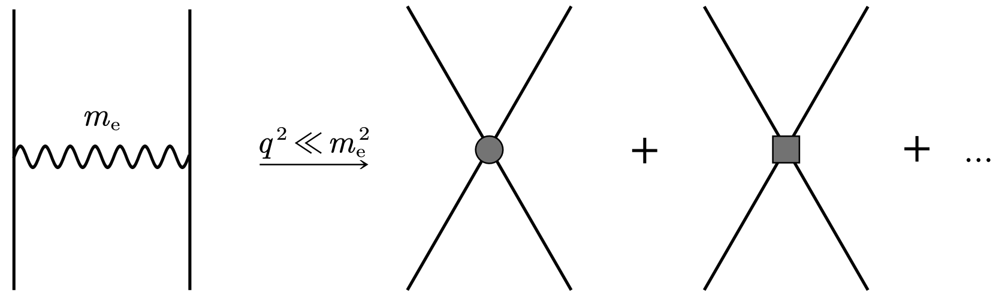 mₑ
q² ≪ mₑ²
+
+ ...